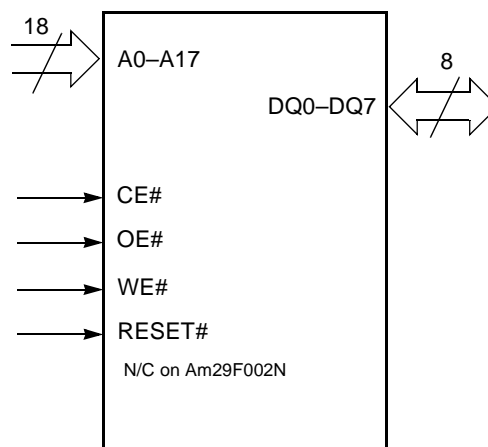 18
A0–A17
8
DQ0–DQ7
CE#
OE#
WE#
RESET#
N/C on Am29F002N